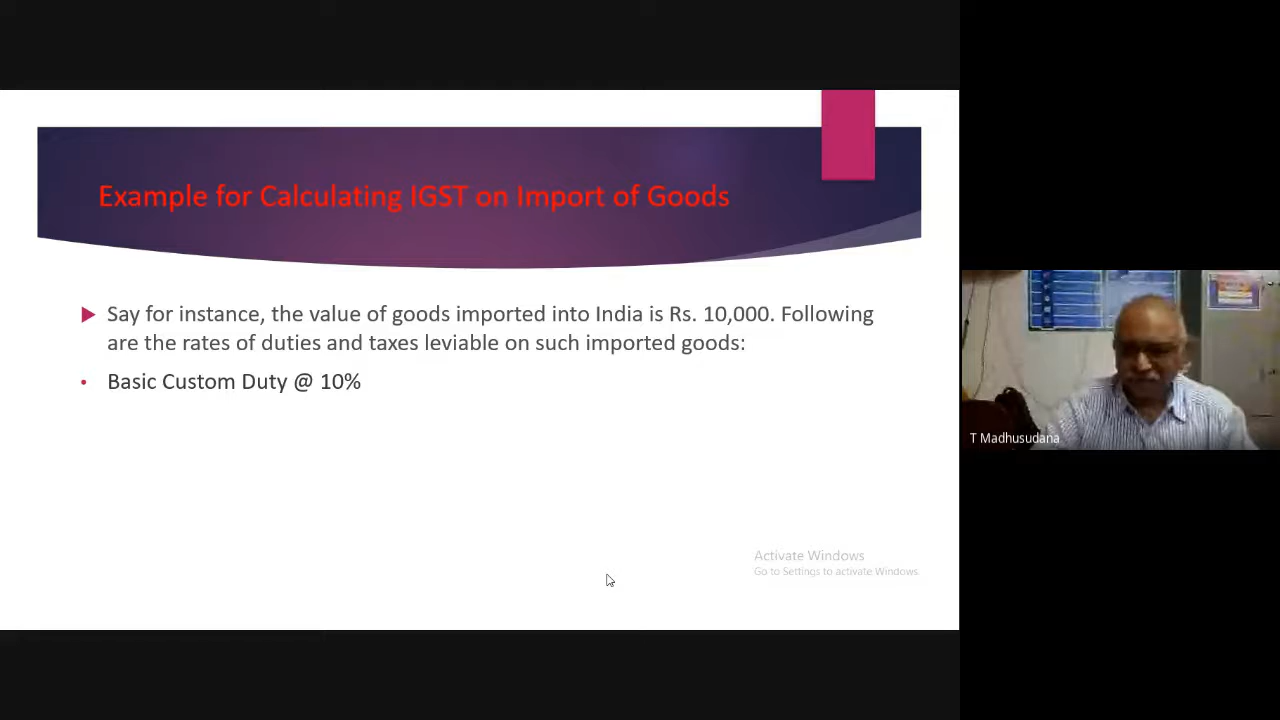 Example for Calculating IGST on Import of Goods
Say for instance, the value of goods imported into India is Rs. 10,000. Following
are the rates of duties and taxes leviable on such imported goods:
Basic Custom Duty @ 10%
Activate Windows
Go to Settings to activate Windows.
T Madhusudana